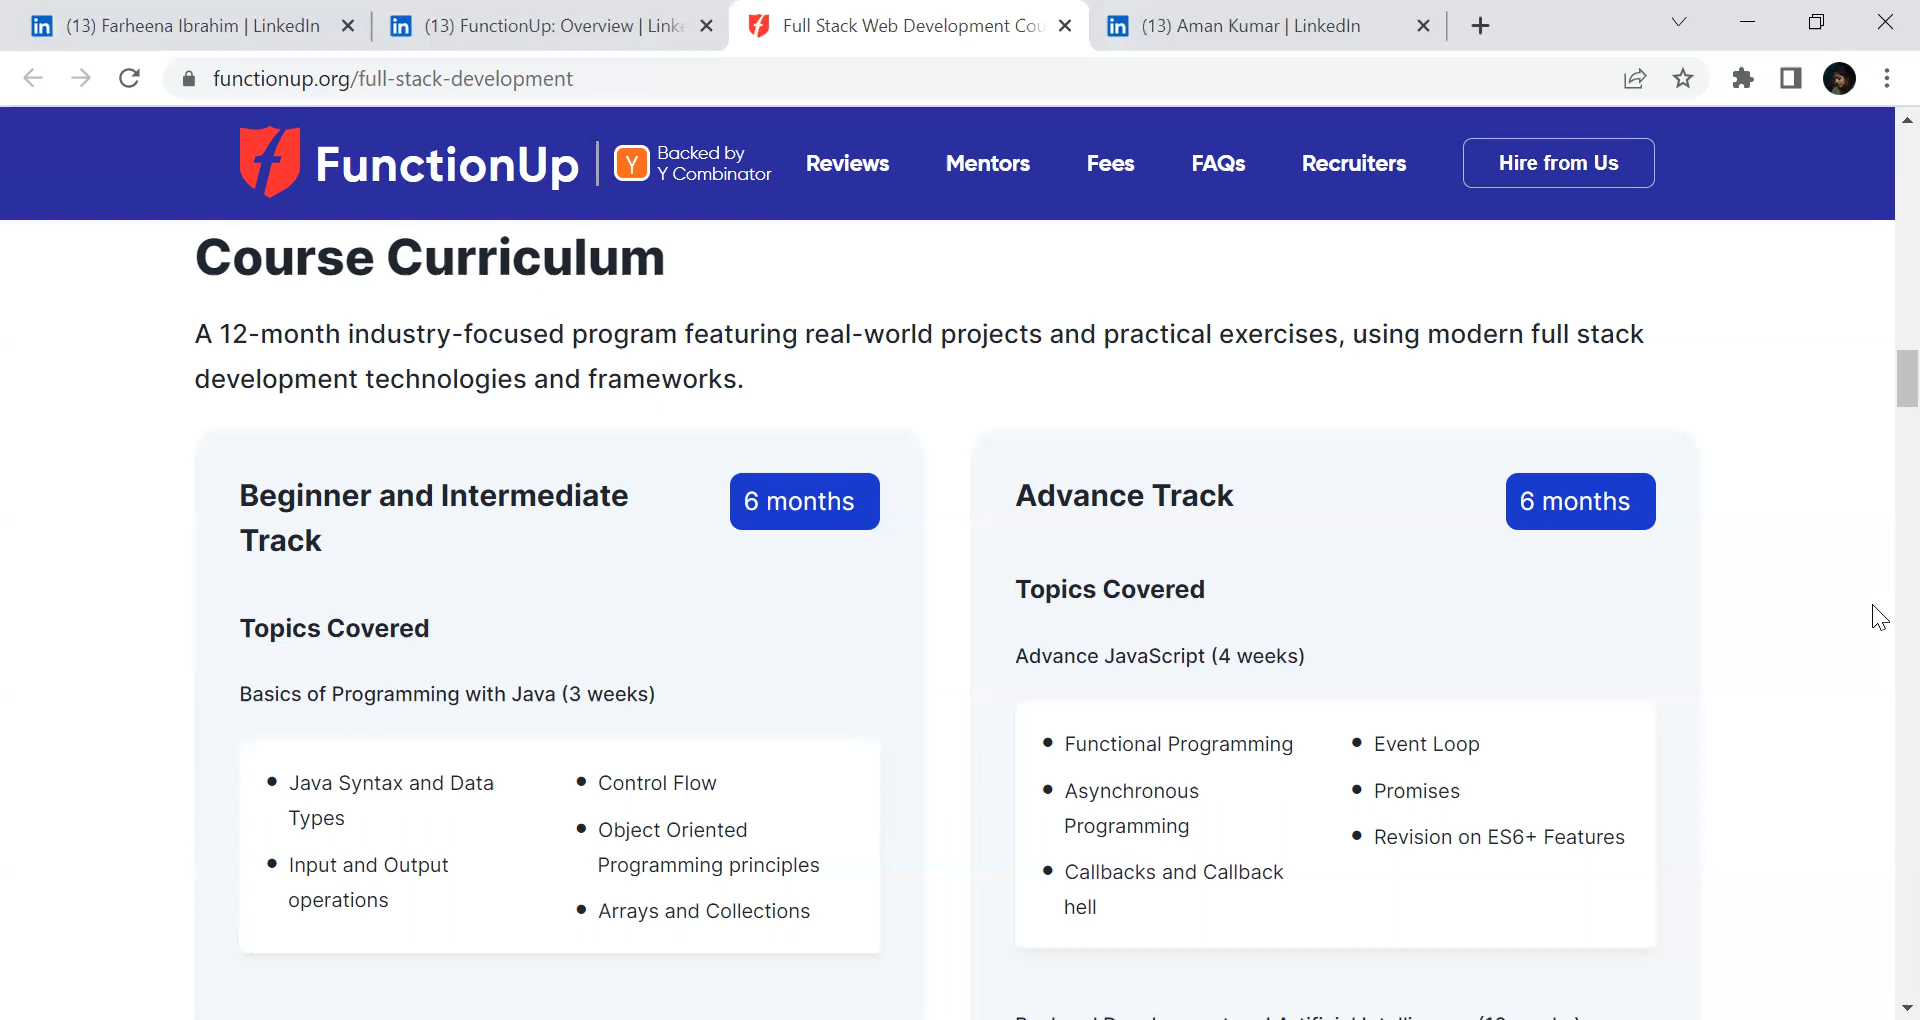 (13) Farheena Ibrahim | LinkedIn
(13) FunctionUp: Overview | Linke
Full Stack Web Development Cou
(13) Aman Kumar | LinkedIn
functionup.org/full-stack-development
FunctionUp
Y
Backed by
Y Combinator
Reviews
Mentors
Fees
FAQs
Recruiters
Hire from Us
Course Curriculum
A 12-month industry-focused program featuring real-world projects and practical exercises, using modern full stack
development technologies and frameworks.
Beginner and Intermediate
Track
6 months
Topics Covered
Basics of Programming with Java (3 weeks)
• Java Syntax and Data
Types
• Input and Output
operations
• Control Flow
• Object Oriented
Programming principles
• Arrays and Collections
Advance Track
6 months
Topics Covered
Advance JavaScript (4 weeks)
• Functional Programming
• Asynchronous
Programming
• Callbacks and Callback
hell
• Event Loop
• Promises
• Revision on ES6+ Features